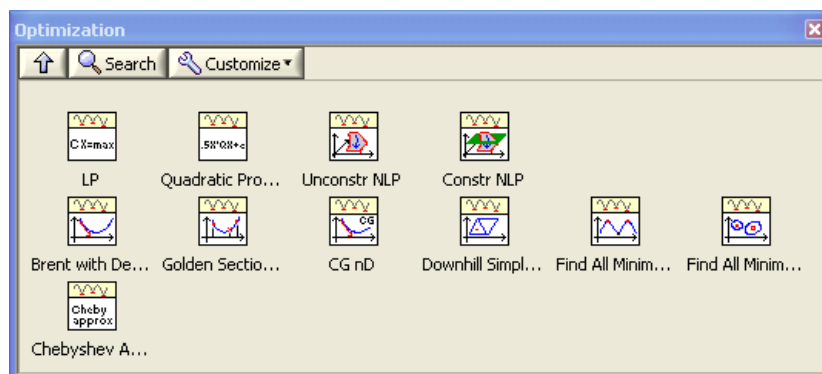 Optimization
Search Customize
CX=max .5X'QX+c
LP Quadratic Pro... Unconstr NLP Constr NLP
CG
Brent with De... Golden Sectio... CG nD Downhill Simpl... Find All Minim... Find All Minim...
Cheby
approx
Chebyshev A...